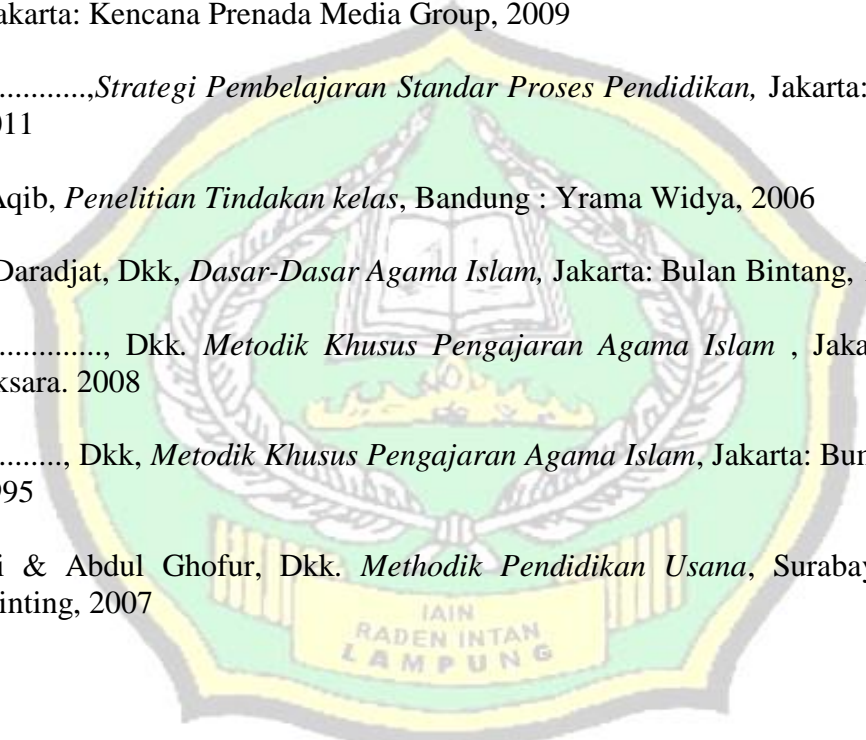 akarta: Kencana Prenada Media Group, 2009
............,Strategi Pembelajaran Standar Proses Pendidikan, Jakarta:
011
Aqib, Penelitian Tindakan kelas, Bandung : Yrama Widya, 2006
Daradjat, Dkk, Dasar-Dasar Agama Islam, Jakarta: Bulan Bintang,
............., Dkk. Metodik Khusus Pengajaran Agama Islam , Jaka
ksara. 2008
........., Dkk, Metodik Khusus Pengajaran Agama Islam, Jakarta: Bun
995
i & Abdul Ghofur, Dkk. Methodik Pendidikan Usana, Surabay
inting, 2007
IAIN
RADEN INTAN
LAMPUNG